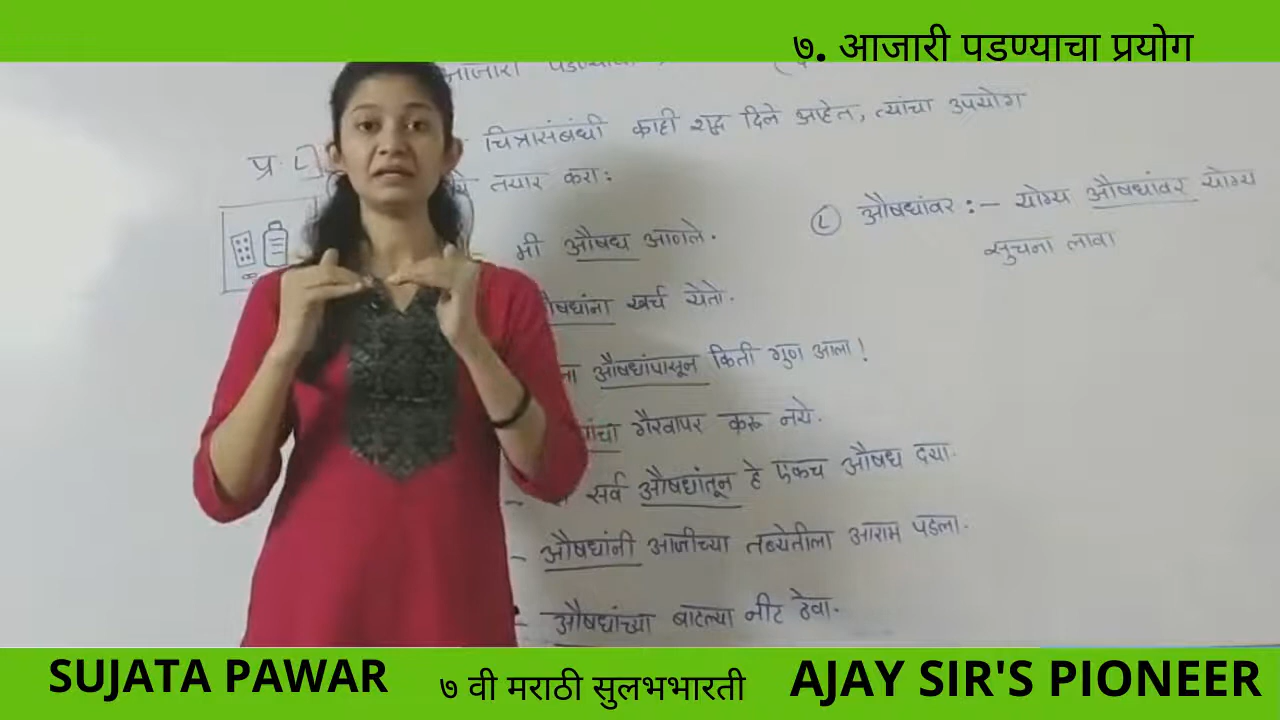 ७. आजारी पडण्याचा प्रयोग
आजारी
प्र.
चित्रासंबंधी काही शब्द दिले आहेत, त्यांचा उपयोग
तयार करा:
मी औषध आणले.
औषधांना खर्च येतो.
औषधांपासून किती गुण आला!
गैरवापर करू नये.
सर्व औषधांतून हे एकच औषध दया.
- औषधांनी आजीच्या तब्येतीला आराम पडला.
- औषधांच्या बाटल्या नीट ठेवा.
औषधांवर :- योग्य औषधांवर योग्य
सुचना लावा
SUJATA PAWAR
७ वी मराठी सुलभभारती
AJAY SIR'S PIONEER